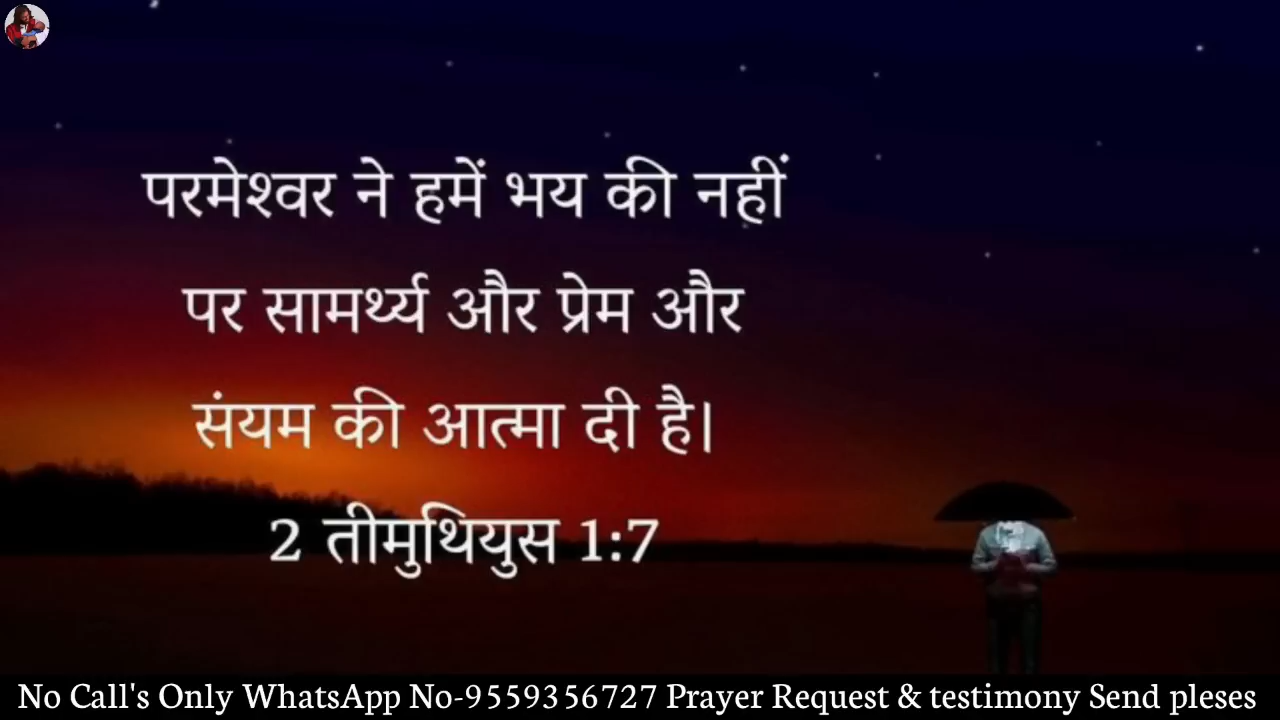 परमेश्वर ने हमें भय की नहीं
पर सामर्थ्य और प्रेम और
संयम की आत्मा दी है।
2 तीमुथियुस 1:7
No Call's Only WhatsApp No-9559356727 Prayer Request & testimony Send pleses